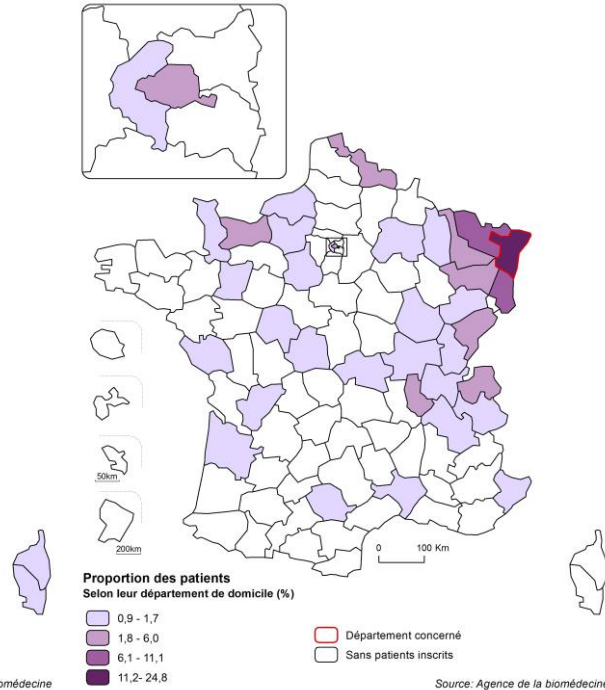 50km
200km
0 100 Km
Proportion des patients
Selon leur département de domicile (%)
0,9 - 1,7
1,8 - 6,0
6,1 - 11,1
11,2- 24,8
Département concerné
Sans patients inscrits
omédecine
Source: Agence de la biomédecine